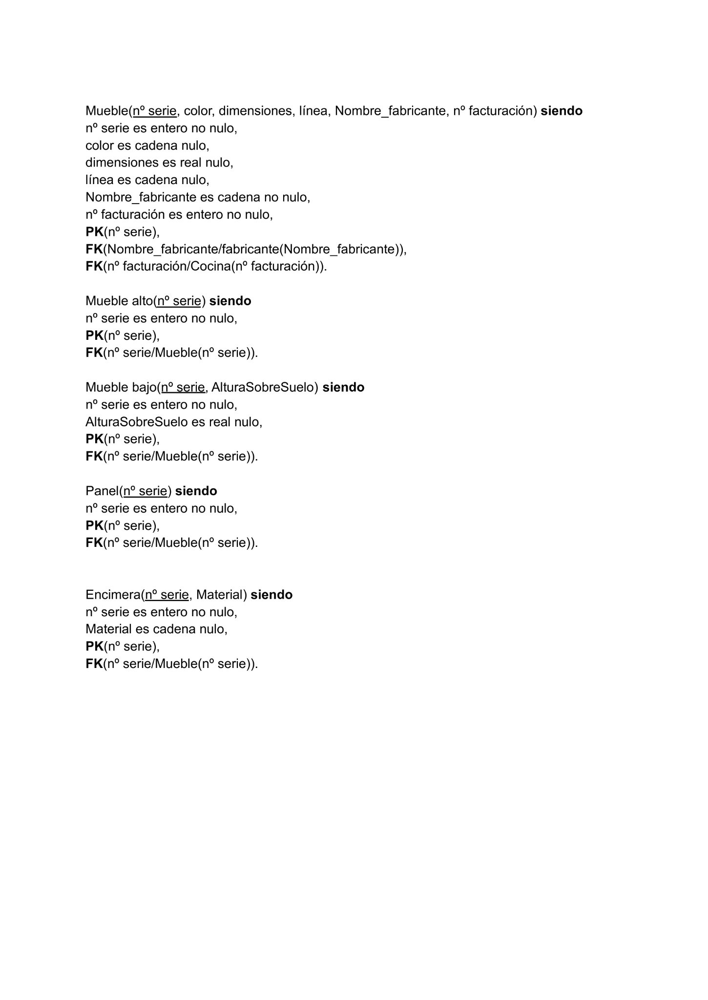 Mueble(nº serie, color, dimensiones, línea, Nombre_fabricante, nº facturación) siendo
nº serie es entero no nulo,
color es cadena nulo,
dimensiones es real nulo,
línea es cadena nulo,
Nombre_fabricante es cadena no nulo,
nº facturación es entero no nulo,
PK(nº serie),
FK(Nombre_fabricante/fabricante(Nombre_fabricante)),
FK(nº facturación/Cocina(nº facturación)).
Mueble alto(nº serie) siendo
nº serie es entero no nulo,
PK(nº serie),
FK(nº serie/Mueble(nº serie)).
Mueble bajo(nº serie, AlturaSobreSuelo) siendo
nº serie es entero no nulo,
AlturaSobreSuelo es real nulo,
PK(nº serie),
FK(nº serie/Mueble(nº serie)).
Panel(nº serie) siendo
nº serie es entero no nulo,
PK(nº serie),
FK(nº serie/Mueble(nº serie)).
Encimera(nº serie, Material) siendo
nº serie es entero no nulo,
Material es cadena nulo,
PK(nº serie),
FK(nº serie/Mueble(nº serie)).